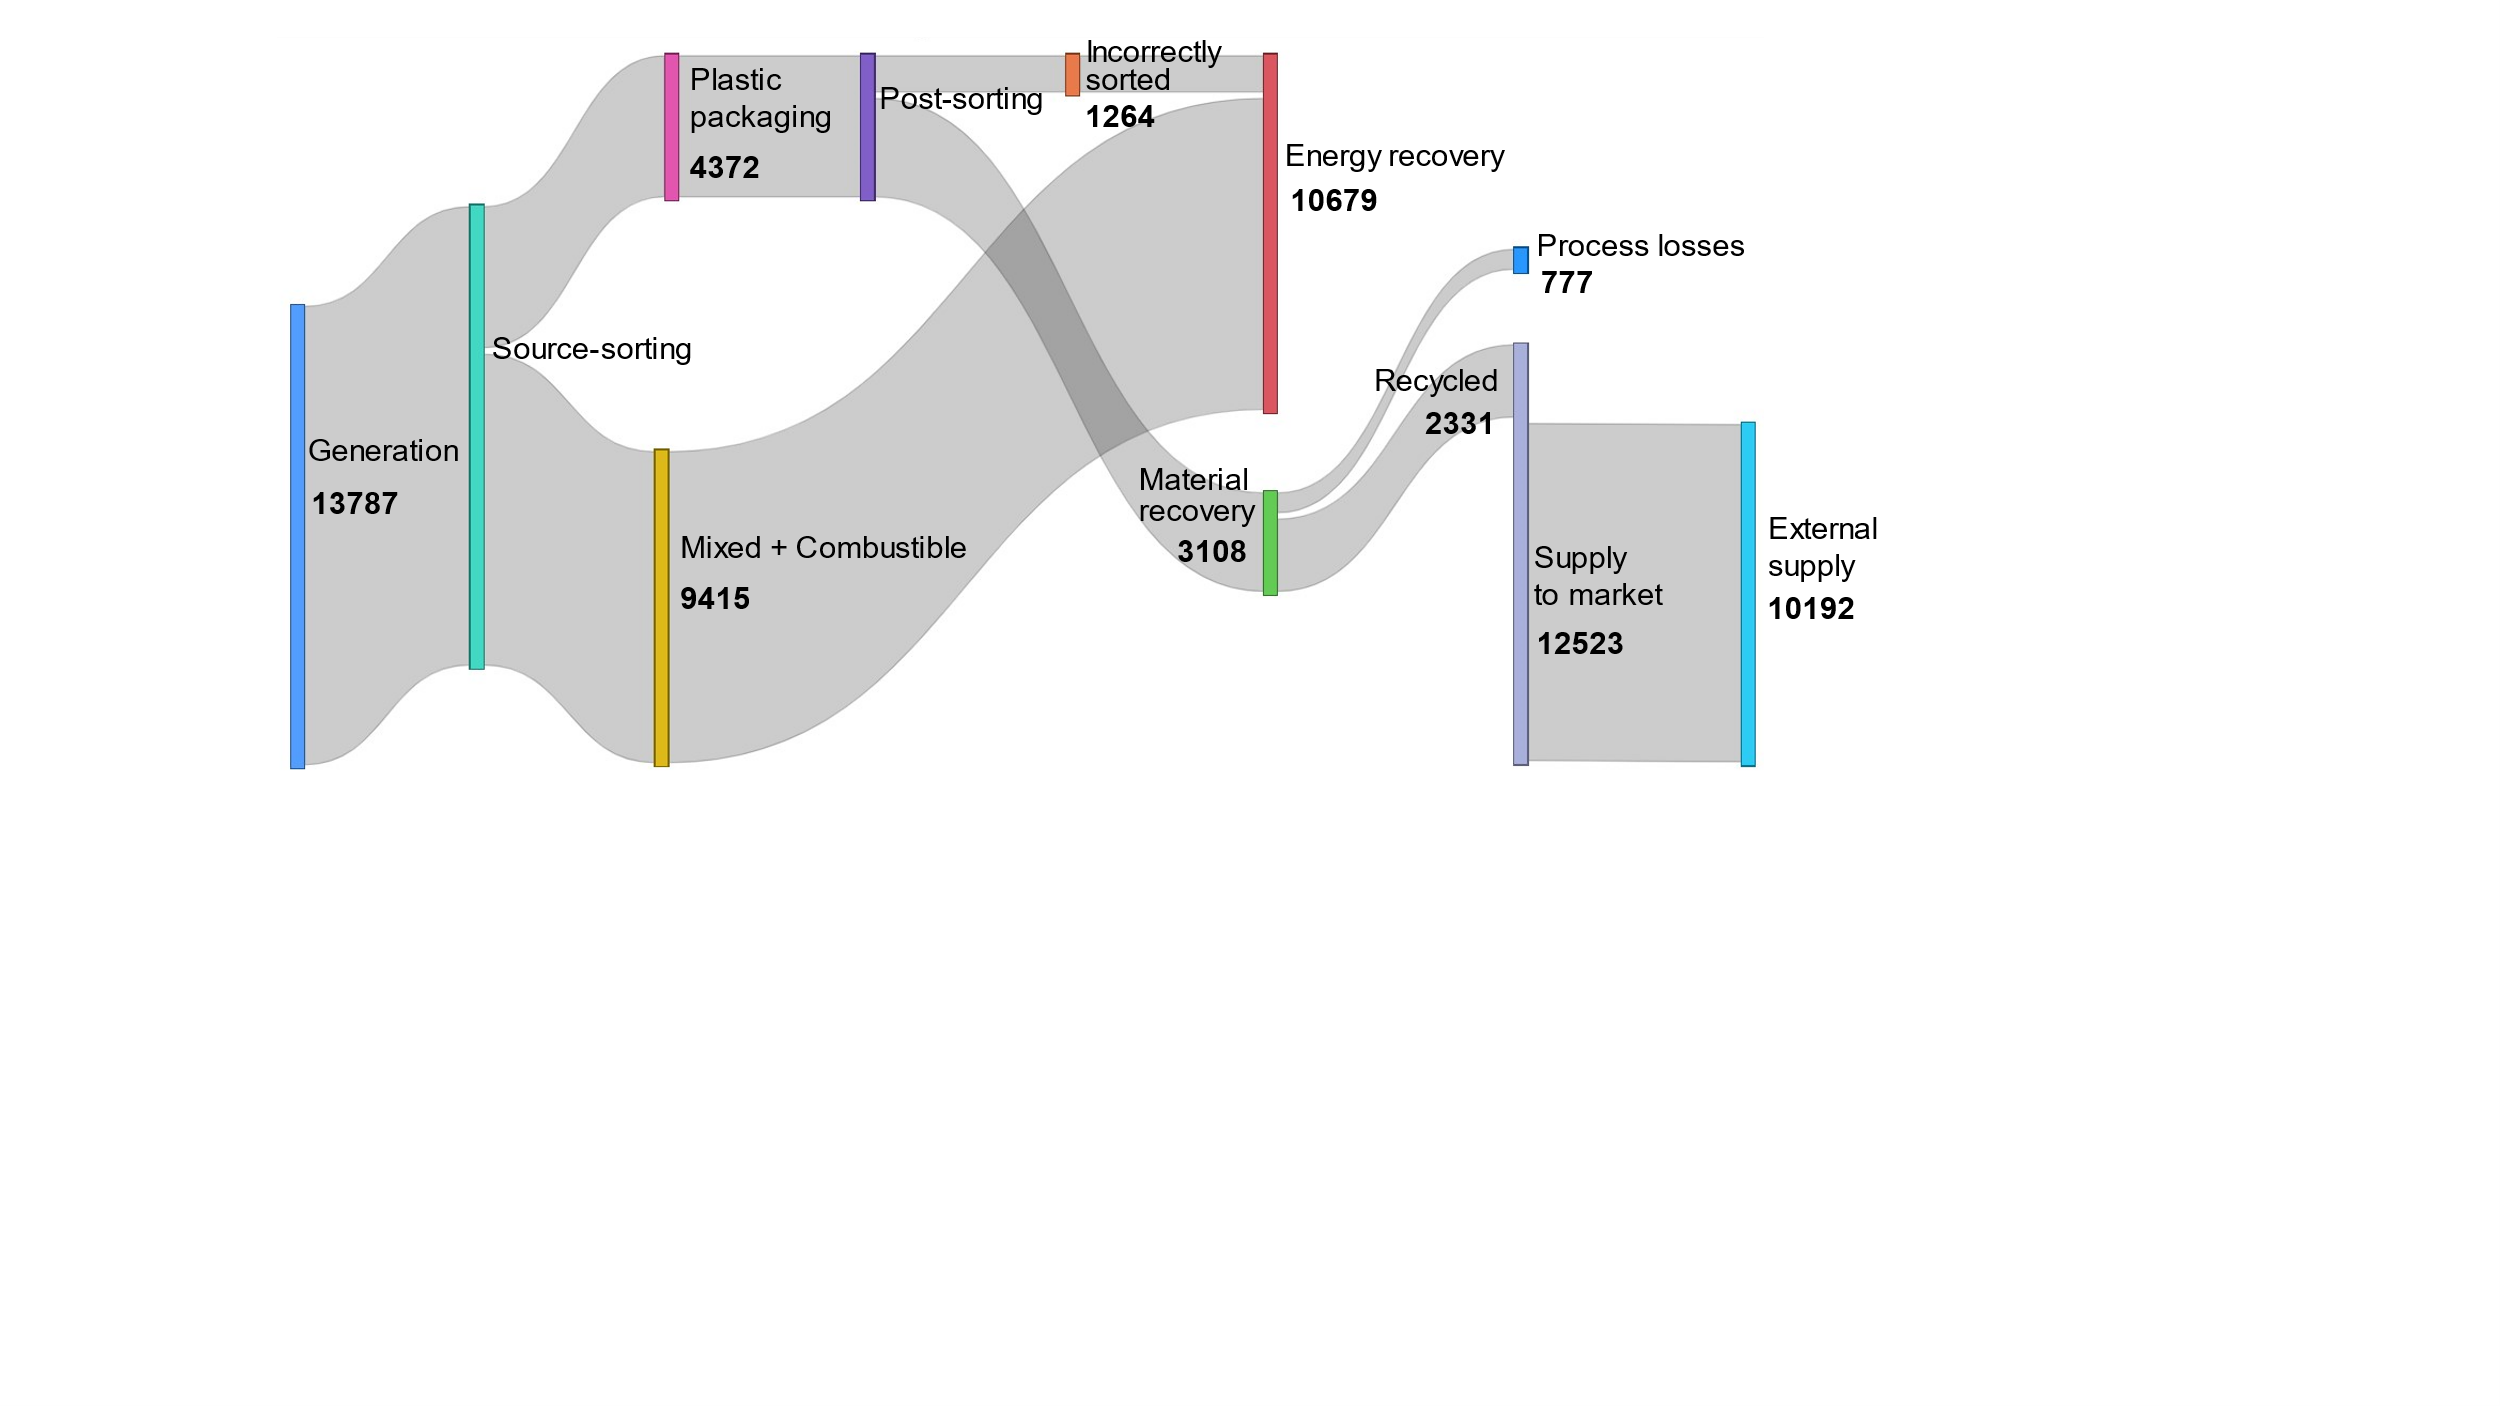 Incorrectly
sorted
1264
Plastic
packaging
4372
Post-sorting
Energy recovery
10679
Process losses
777
Source-sorting
Recycled
2331
Generation
13787
Material
recovery
3108
Mixed + Combustible
9415
Supply
to market
12523
External
supply
10192